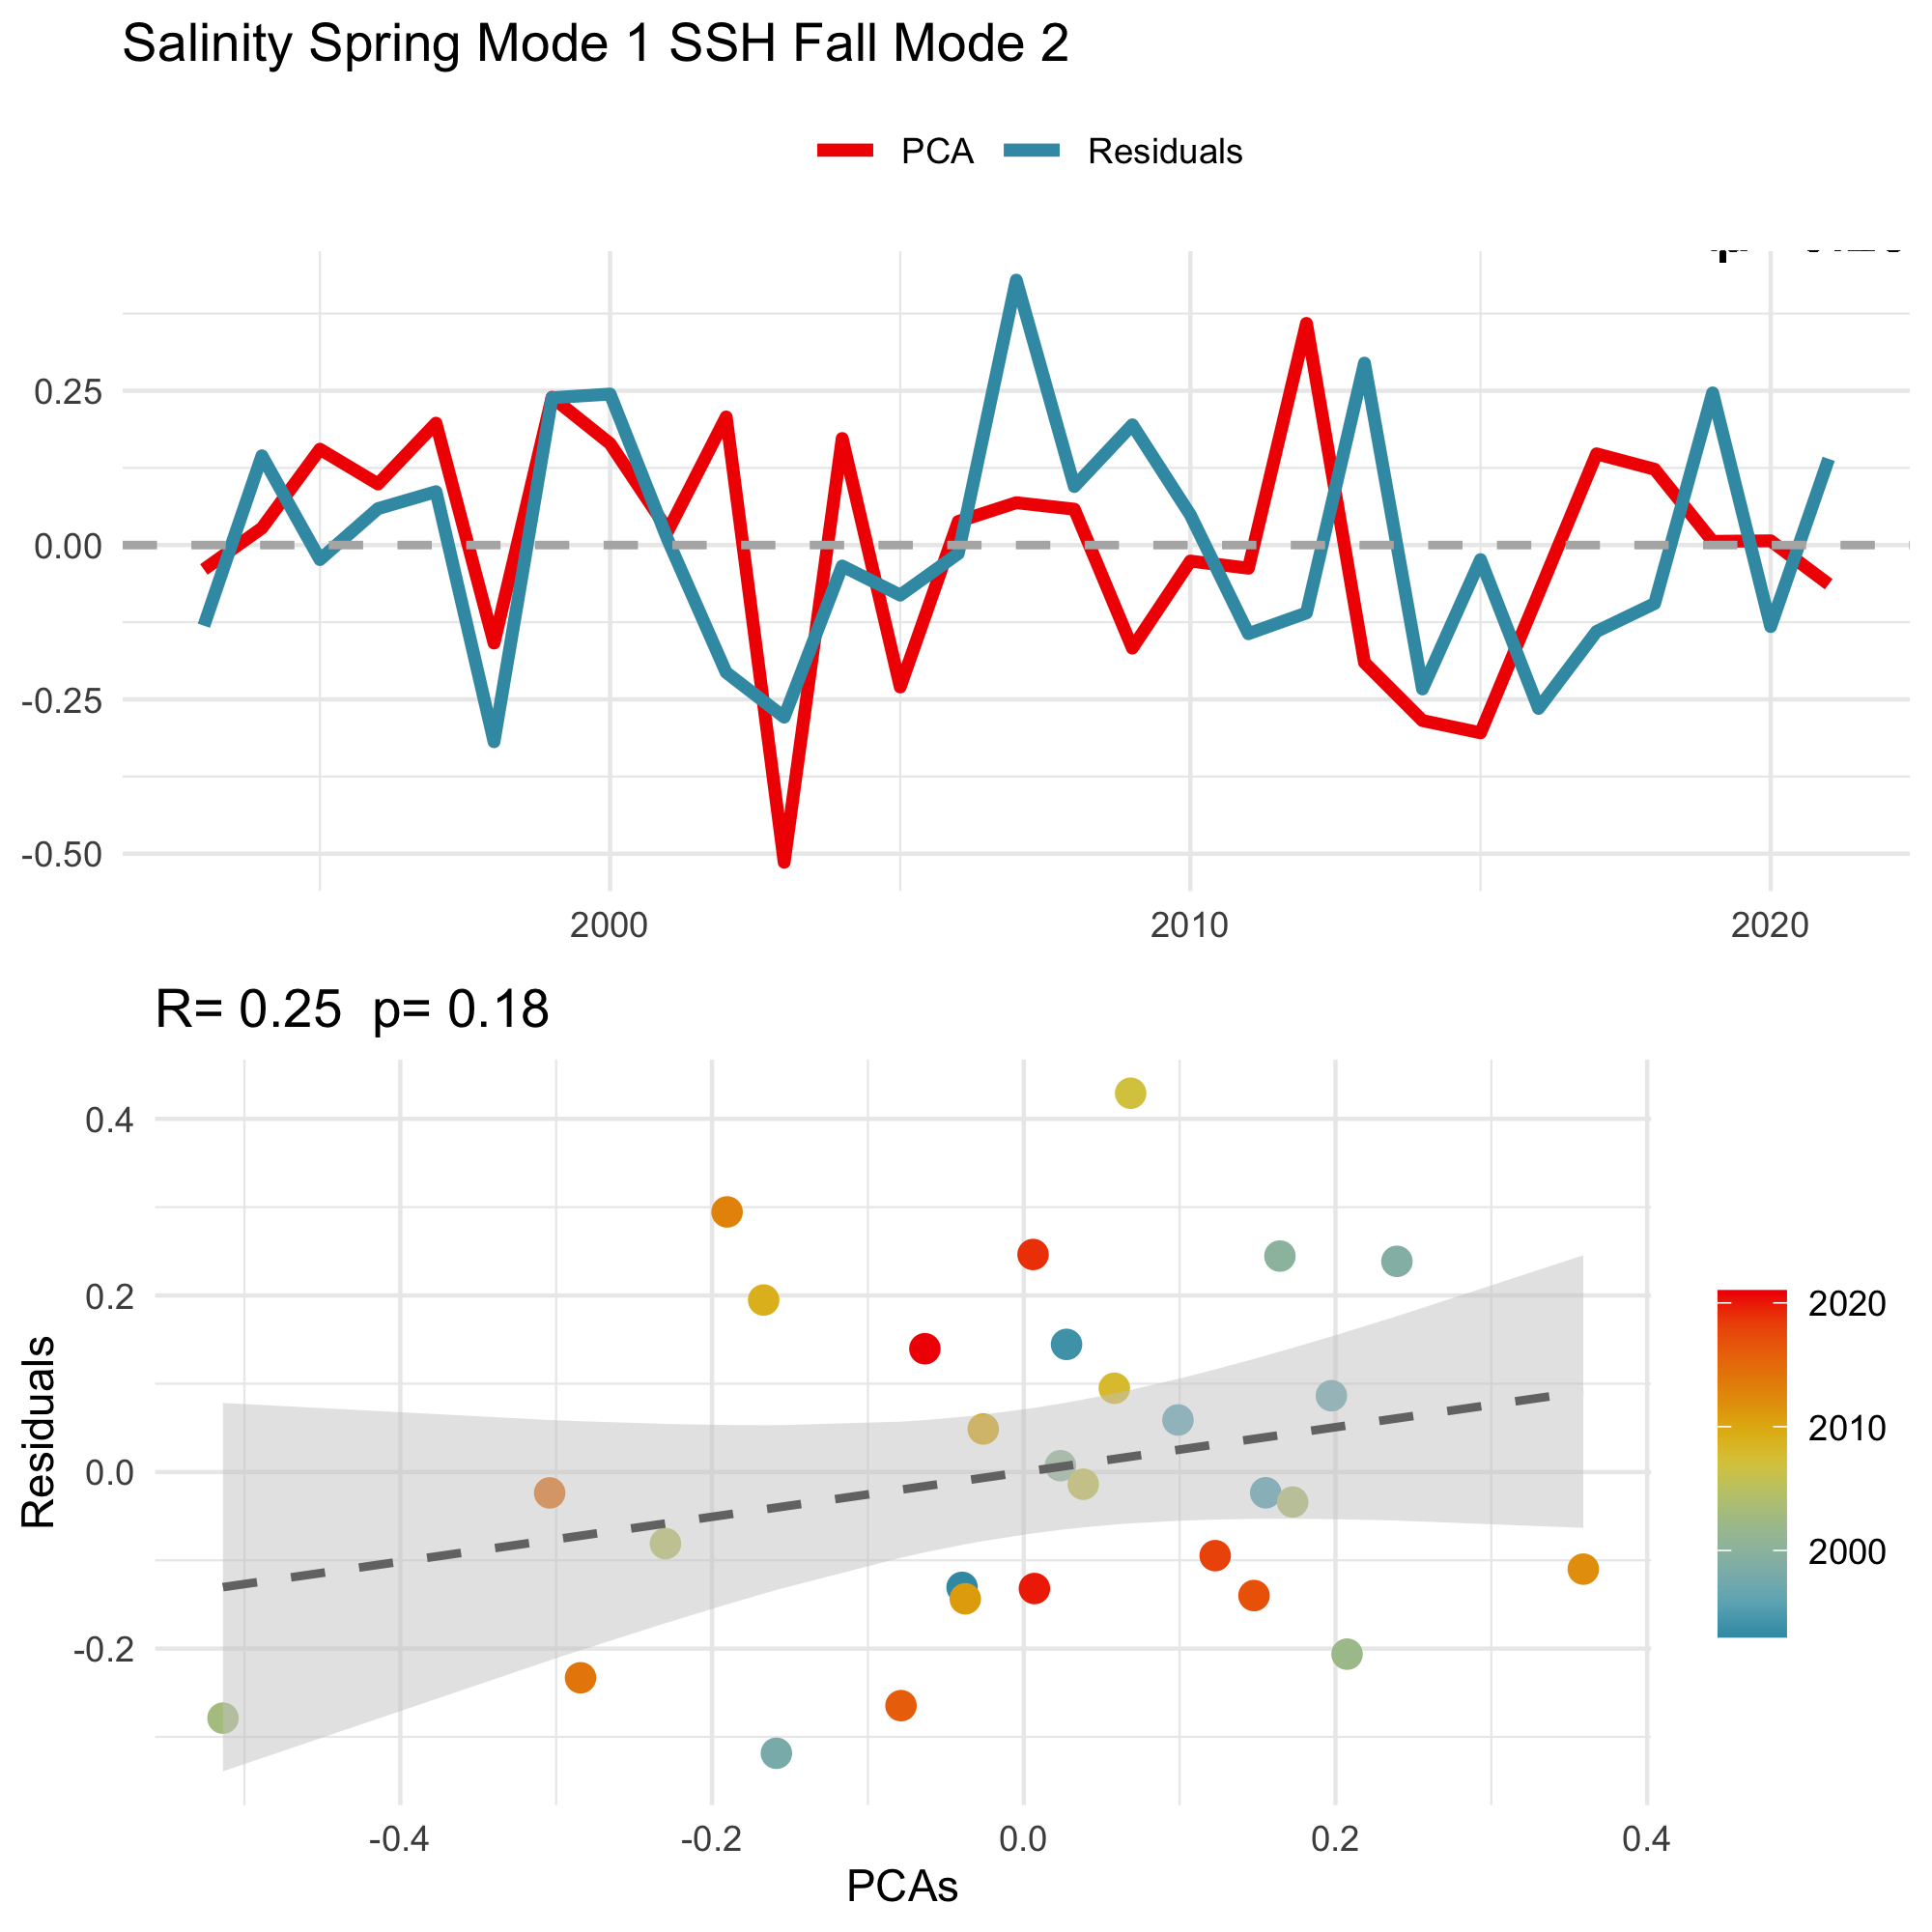 Salinity Spring Mode 1 SSH Fall Mode 2
PCA Residuals
0.25
0.00
-0.25
-0.50
2000 2010 2020
R= 0.25 p= 0.18
Residuals
0.4
0.2
0.0
-0.2
-0.4 -0.2 0.0 0.2 0.4
PCAs
2020
2010
2000